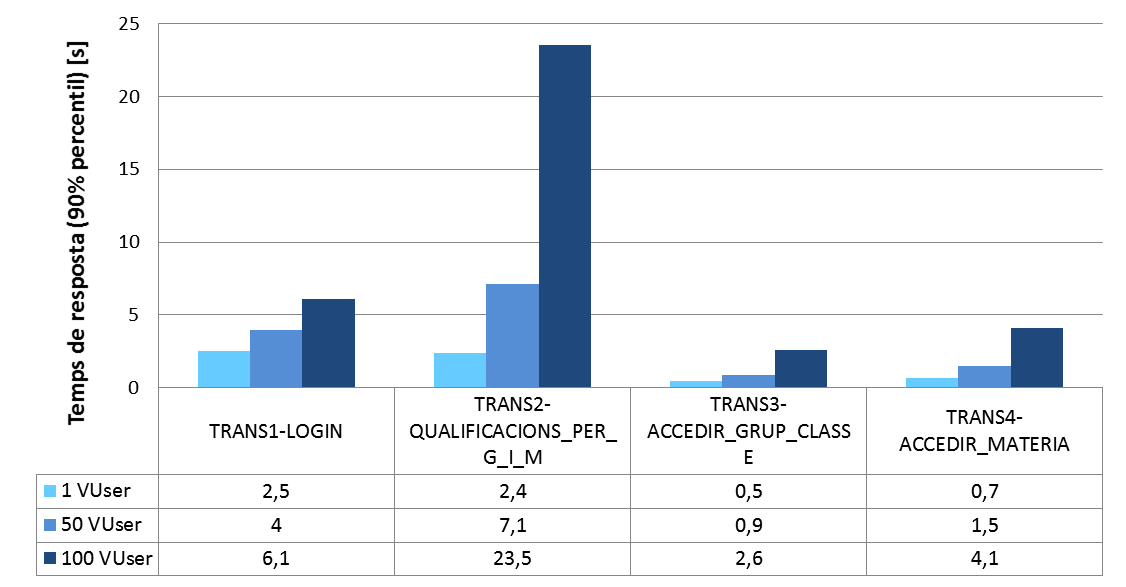 Temps de resposta (90% percentil) [s]
25
20
15
10
5
0
TRANS1-LOGIN
TRANS2-
QUALIFICACIONS_PER_
G_I_M
TRANS3-
ACCEDIR_GRUP_CLASS
E
TRANS4-
ACCEDIR_MATERIA
1 VUser 2,5 2,4 0,5 0,7
50 VUser 4 7,1 0,9 1,5
100 VUser 6,1 23,5 2,6 4,1